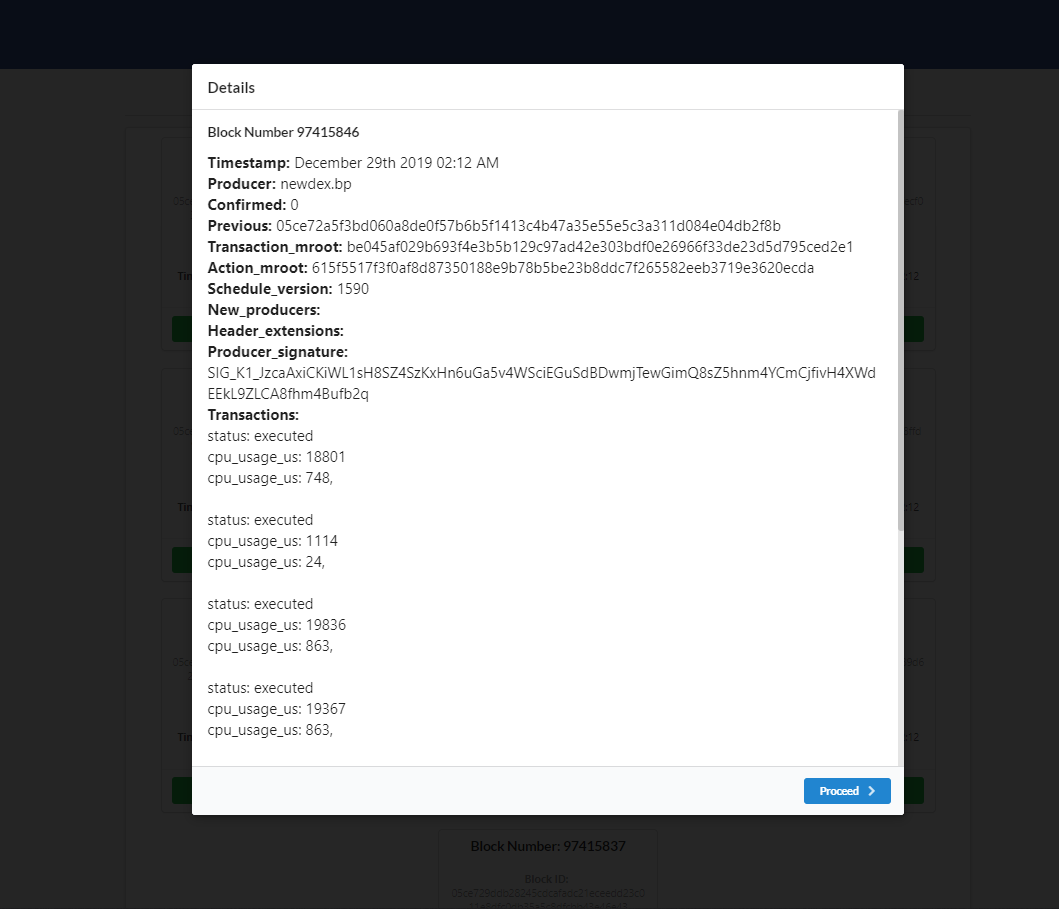 Details
Block Number 97415846
Timestamp: December 29th 2019 02:12 AM
Producer: newdex.bp
Confirmed: 0
Previous: 05ce72a5f3bd060a8de0f57b6b5f1413c4b47a35e55e5c3a311d084e04db2f8b
Transaction_mroot: be045af029b693f4e3b5b129c97ad42e303bdf0e26966f33de23d5d795ced2e1
Action_mroot: 615f5517f3f0af8d87350188e9b78b5be23b8ddc7f265582eeb3719e3620ecda
Schedule_version: 1590
New_producers:
Header_extensions:
Producer_signature:
SIG_K1_JzcaAxiCKiWL1sH8SZ4SzKxHn6uGa5v4WSciEGuSdBDwmjTewGimQ8sZ5hnm4YCmCjfivH4XWd
EEkL9ZLCA8fhm4Bufb2q
Transactions:
status: executed
cpu_usage_us: 18801
cpu_usage_us: 748,
status: executed
cpu_usage_us: 1114
cpu_usage_us: 24,
status: executed
cpu_usage_us: 19836
cpu_usage_us: 863,
status: executed
cpu_usage_us: 19367
cpu_usage_us: 863,
Proceed
Block Number: 97415837
Block ID: